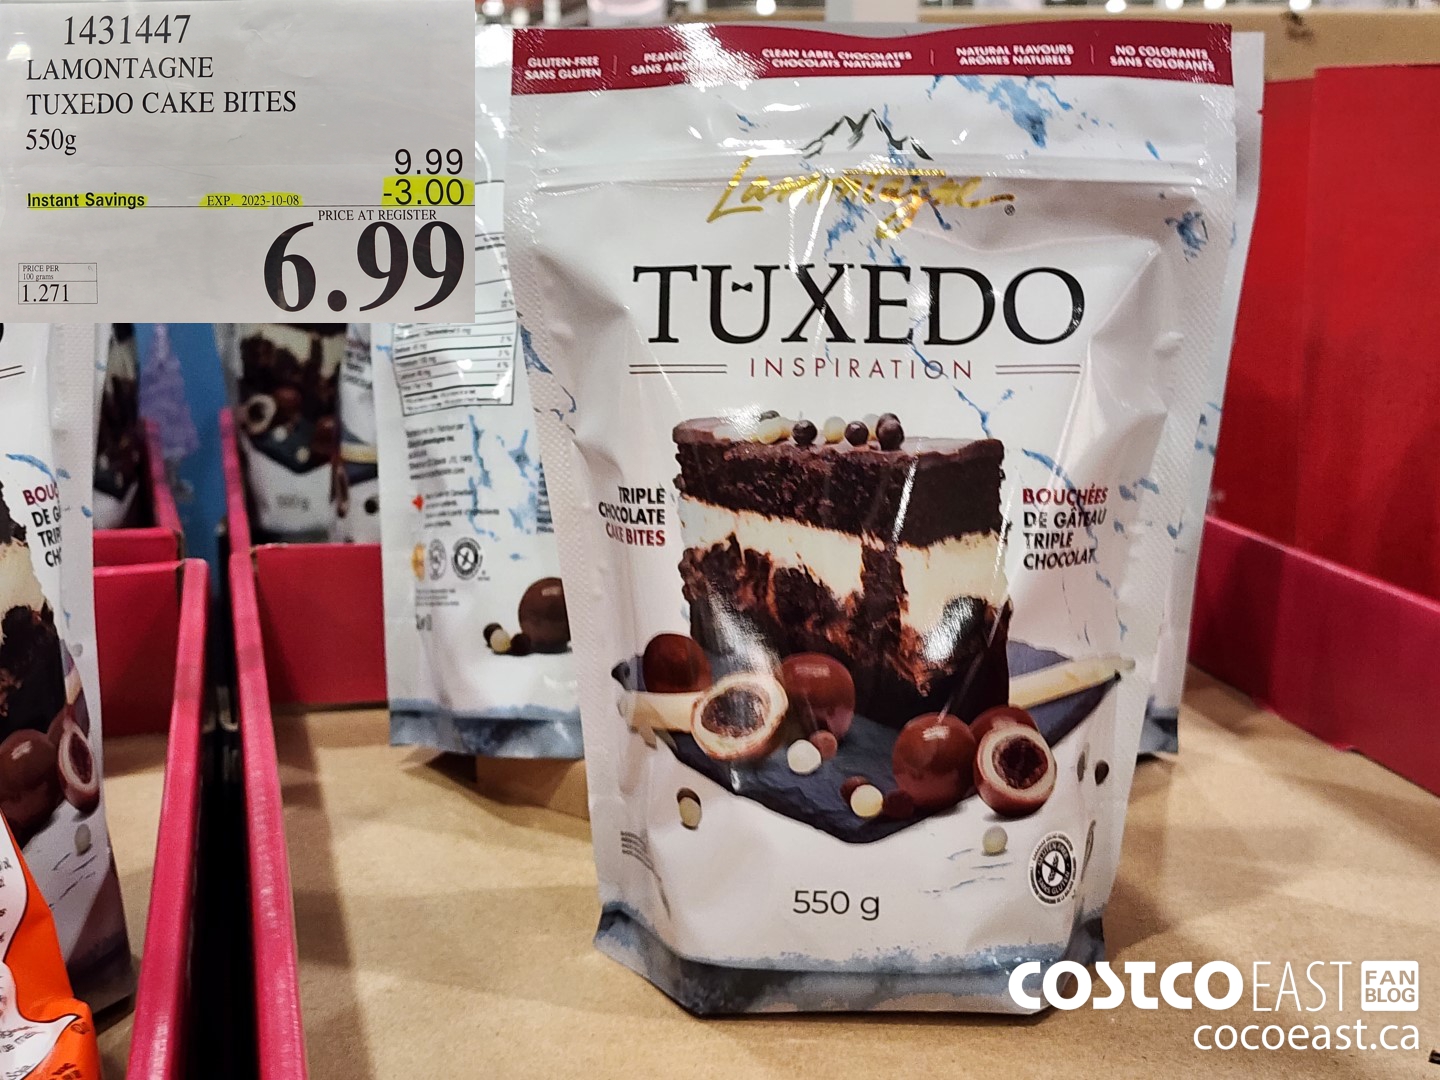 1431447
LAMONTAGNE
TUXEDO CAKE BITES
550g
9.99
-3.00
Instant Savings EXP. 2023-10-08
PRICE AT REGISTER
6.99
PRICE PER
100 grams
1.271
GLUTEN-FREE
SANS GLUTEN
CLEAN LABEL CHOCOLATES
CHOCOLATS NATURELS
NATURAL FLAVOURS
ARÔMES NATURELS
NO COLORANTS
SANS COLORANTS
Lamontagne®
TUXEDO
INSPIRATION
TRIPLE
CHOCOLATE
CAKE BITES
BOUCHÉES
DE GÂTEAU
TRIPLE
CHOCOLAT
550 g
COSTCO EAST FAN BLOG
cocoeast.ca